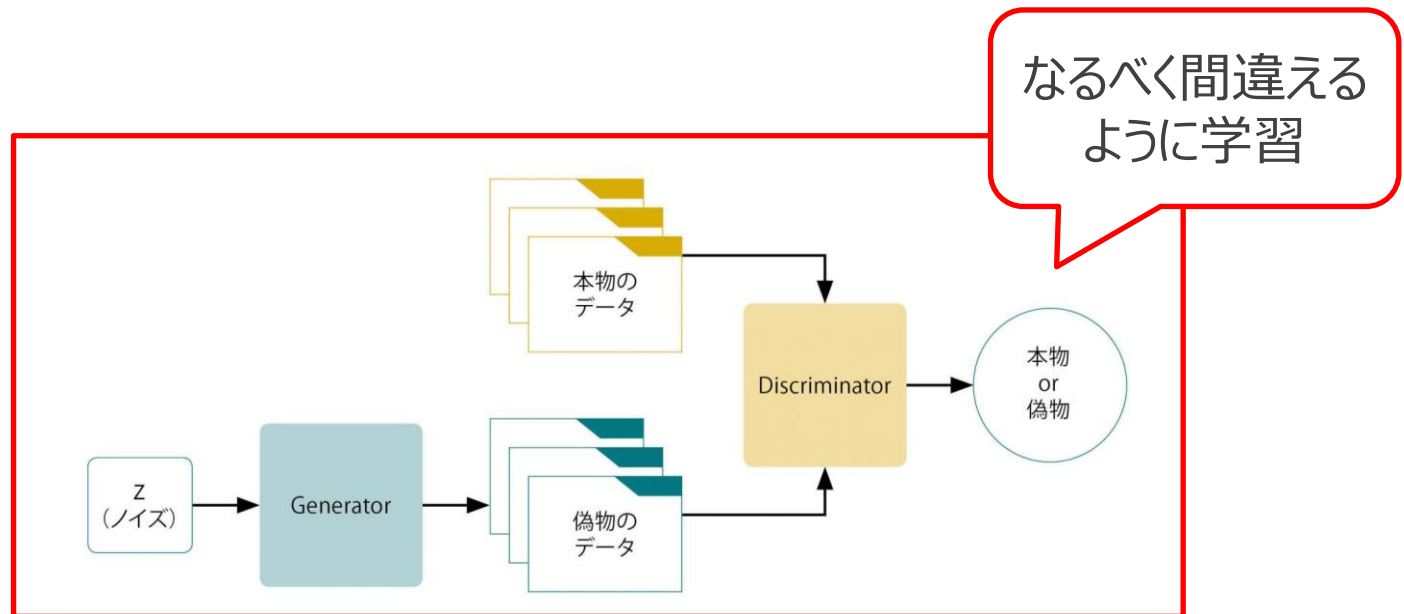 なるべく間違える
ように学習
本物の
データ
Discriminator
本物
or
偽物
z
（ノイズ）
Generator
偽物の
データ